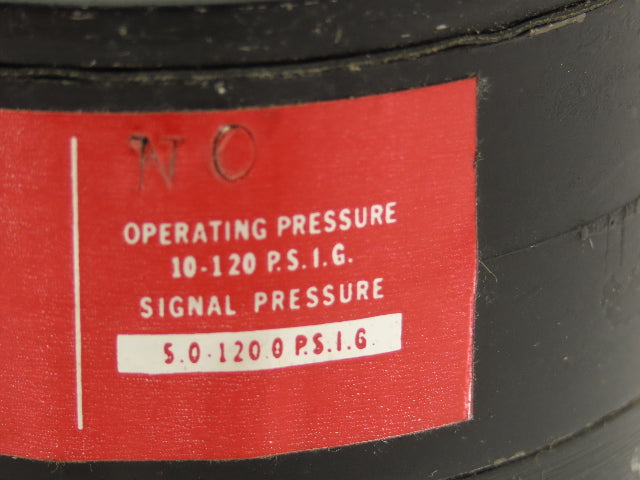 NO
OPERATING PRESSURE
10-120 P.S.I.G.
SIGNAL PRESSURE
5.0-120.0 P.S.I.G